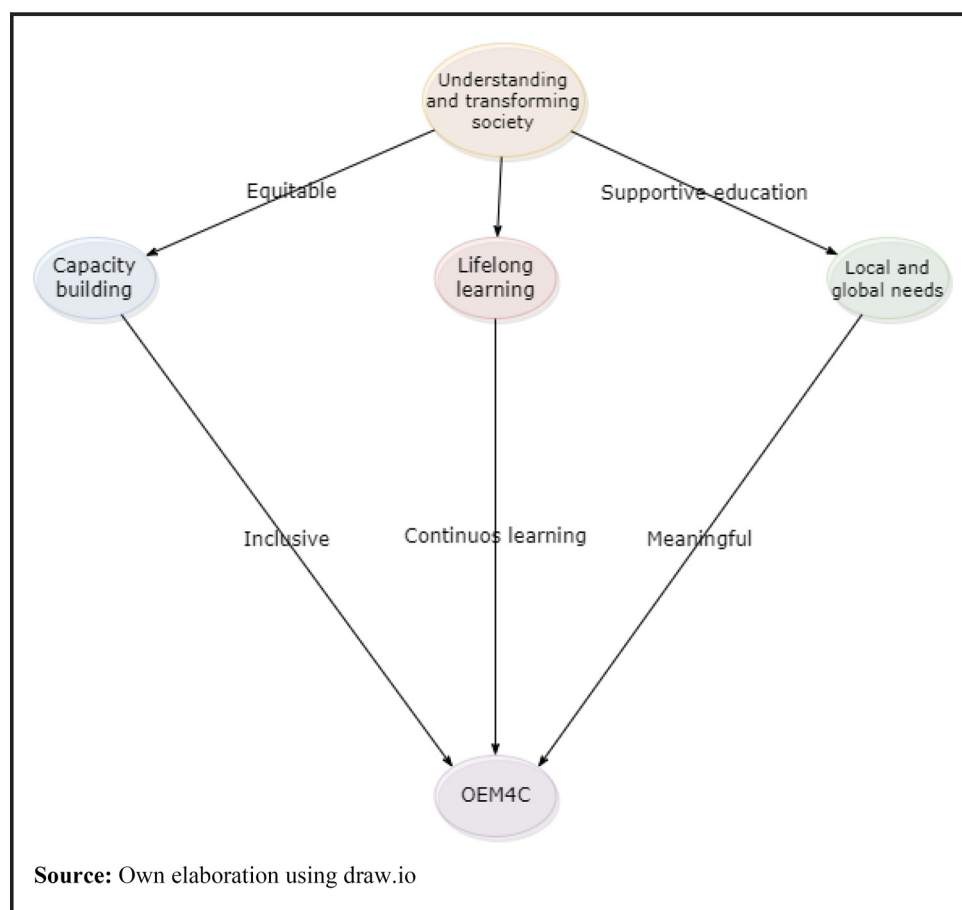 Understanding
and transforming
society
Equitable
Supportive education
Capacity
building
Lifelong
learning
Local and
global needs
Inclusive
Continuos learning
Meaningful
OEM4C
Source: Own elaboration using draw.io